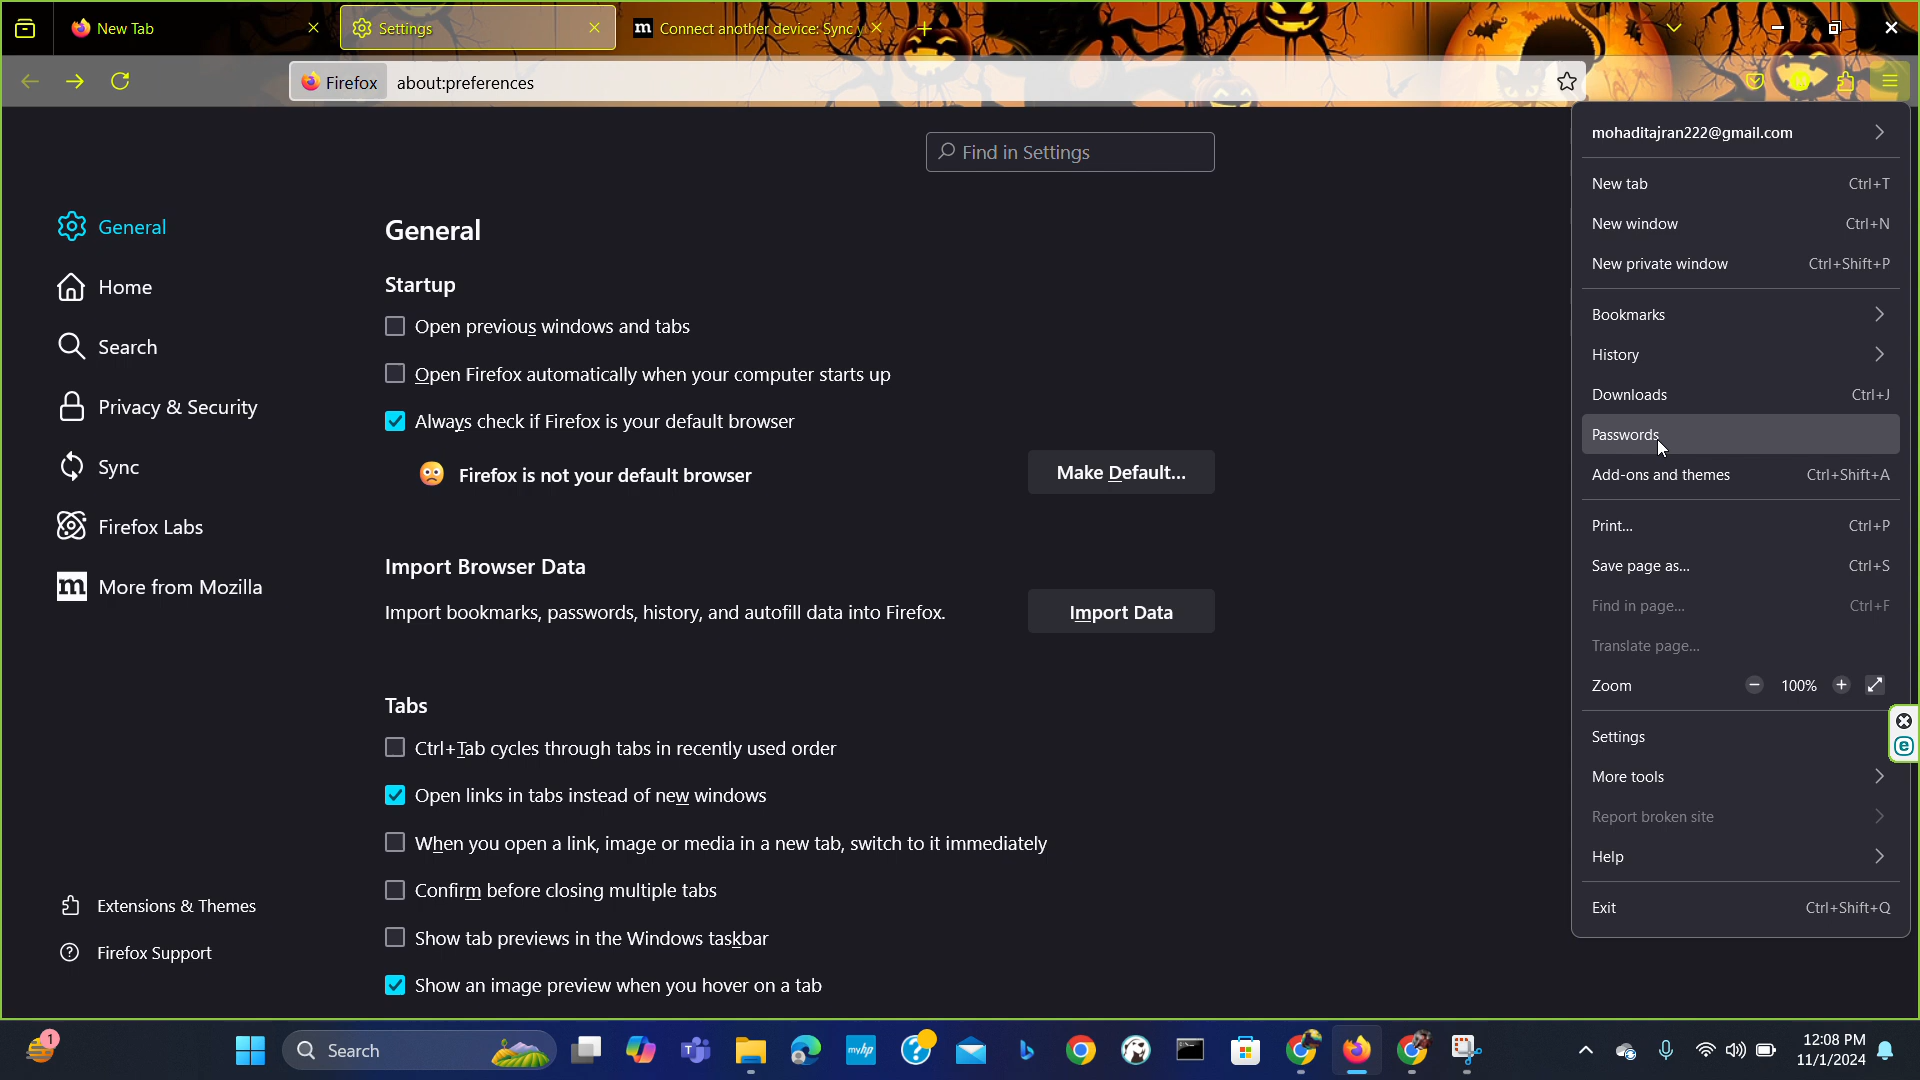 New Tab
Settings
m Connect another device: Sync y
Firefox about:preferences
mohaditajran222@gmail.com
Find in Settings
New tab Ctrl+T
New window Ctrl+N
New private window Ctrl+Shift+P
Bookmarks
History
Downloads Ctrl+J
Passwords
Add-ons and themes Ctrl+Shift+A
Print... Ctrl+P
Save page as... Ctrl+S
Find in page... Ctrl+F
Translate page...
Zoom 100%
Settings
More tools
Report broken site
Help
Exit Ctrl+Shift+Q
General
Home
Search
Privacy & Security
Sync
Firefox Labs
m More from Mozilla
Extensions & Themes
Firefox Support
General
Startup
Open previous windows and tabs
Open Firefox automatically when your computer starts up
Always check if Firefox is your default browser
Firefox is not your default browser
Make Default...
Import Browser Data
Import bookmarks, passwords, history, and autofill data into Firefox.
Import Data
Tabs
Ctrl+Tab cycles through tabs in recently used order
Open links in tabs instead of new windows
When you open a link, image or media in a new tab, switch to it immediately
Confirm before closing multiple tabs
Show tab previews in the Windows taskbar
Show an image preview when you hover on a tab
e
1
Search
myhp
12:08 PM
11/1/2024